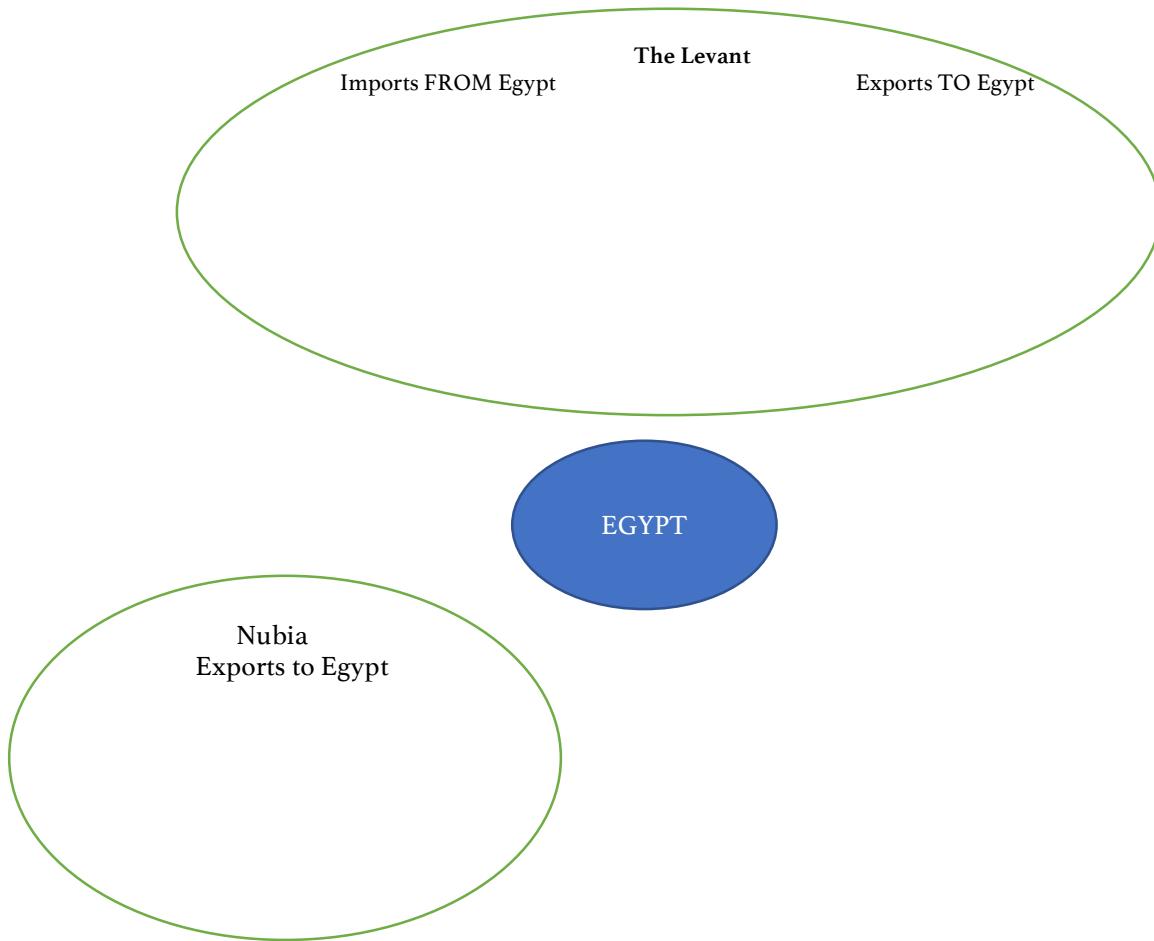 The Levant
Imports FROM Egypt Exports TO Egypt
EGYPT
Nubia
Exports to Egypt